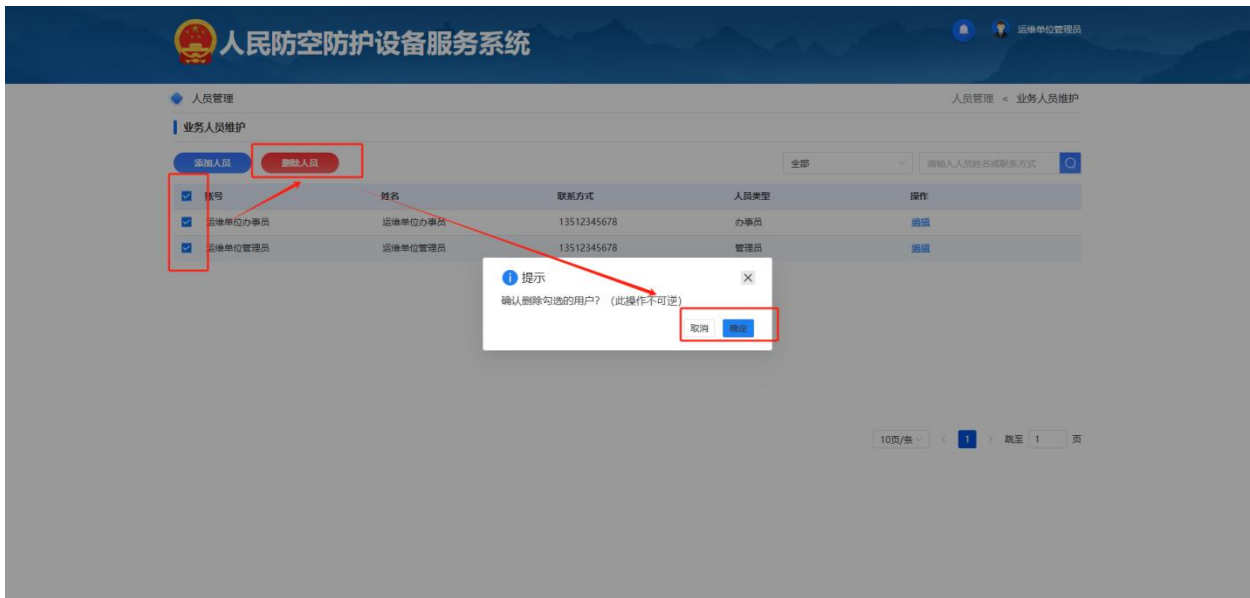 人民防空防护设备服务系统
运维单位管理员
人员管理
人员管理 < 业务人员维护
业务人员维护
添加人员 删除人员 全部 请输入人员姓名或联系方式
账号 姓名 联系方式 人员类型 操作
运维单位办事员 运维单位办事员 13512345678 办事员 编辑
运维单位管理员 运维单位管理员 13512345678 管理员 编辑
提示
确认删除勾选的用户？（此操作不可逆）
取消 确定
10页/条 < 1 > 跳至 1 页